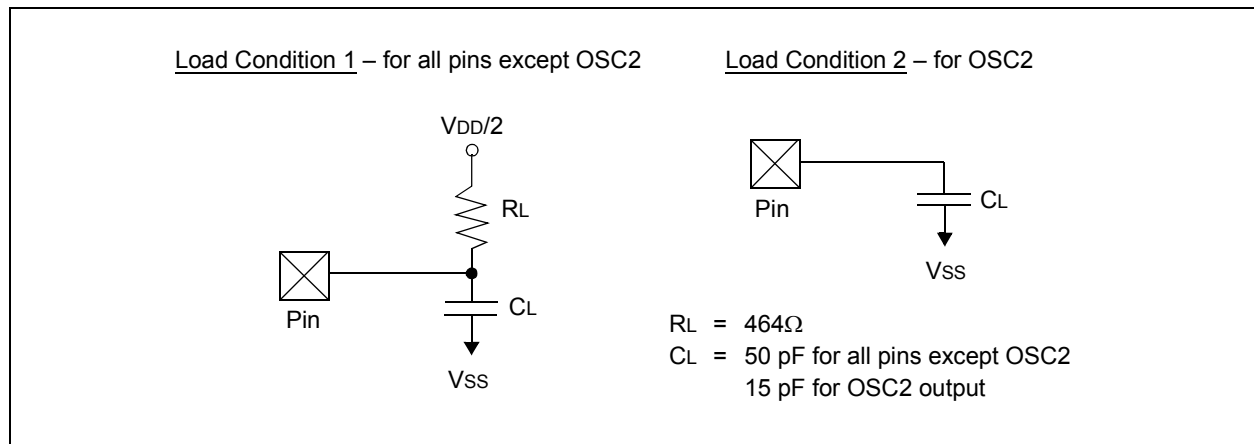 Load Condition 1 – for all pins except OSC2
VDD/2
RL
Pin
CL
VSS
Load Condition 2 – for OSC2
Pin
CL
VSS
RL = 464Ω
CL = 50 pF for all pins except OSC2
15 pF for OSC2 output